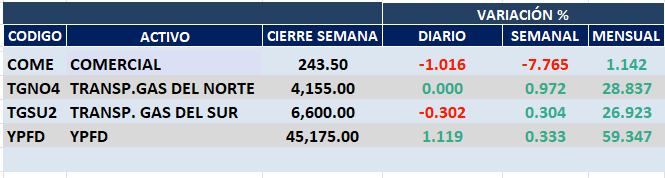 VARIACIÓN %
CODIGO ACTIVO CIERRE SEMANA DIARIO SEMANAL MENSUAL
COME COMERCIAL 243.50 -1.016 -7.765 1.142
TGNO4 TRANSP.GAS DEL NORTE 4,155.00 0.000 0.972 28.837
TGSU2 TRANSP. GAS DEL SUR 6,600.00 -0.302 0.304 26.923
YPFD YPFD 45,175.00 1.119 0.333 59.347